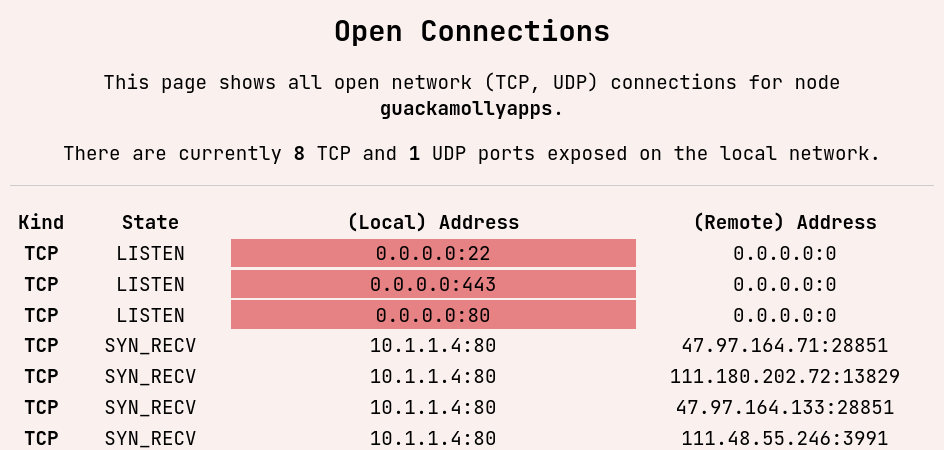 Open Connections
This page shows all open network (TCP, UDP) connections for node
guackamollyapps.
There are currently 8 TCP and 1 UDP ports exposed on the local network.
Kind State (Local) Address (Remote) Address
TCP LISTEN 0.0.0.0:22 0.0.0.0:0
TCP LISTEN 0.0.0.0:443 0.0.0.0:0
TCP LISTEN 0.0.0.0:80 0.0.0.0:0
TCP SYN_RECV 10.1.1.4:80 47.97.164.71:28851
TCP SYN_RECV 10.1.1.4:80 111.180.202.72:13829
TCP SYN_RECV 10.1.1.4:80 47.97.164.133:28851
TCP SYN_RECV 10.1.1.4:80 111.48.55.246:3991